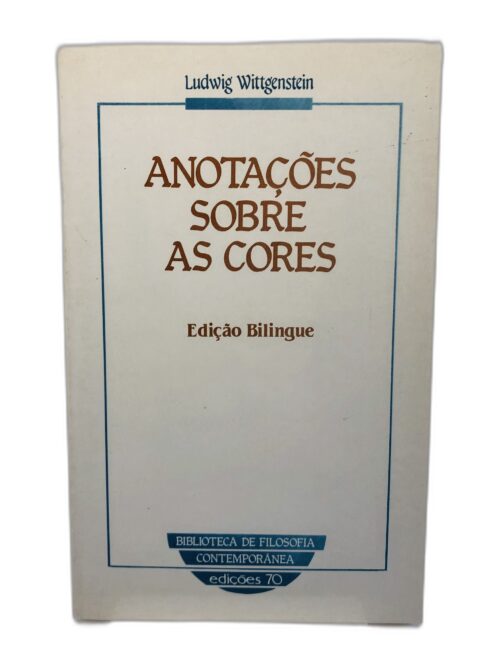 Ludwig Wittgenstein
ANOTAÇÕES
SOBRE
AS CORES
Edição Bilingue
BIBLIOTECA DE FILOSOFIA
CONTEMPORÂNEA
edições 70